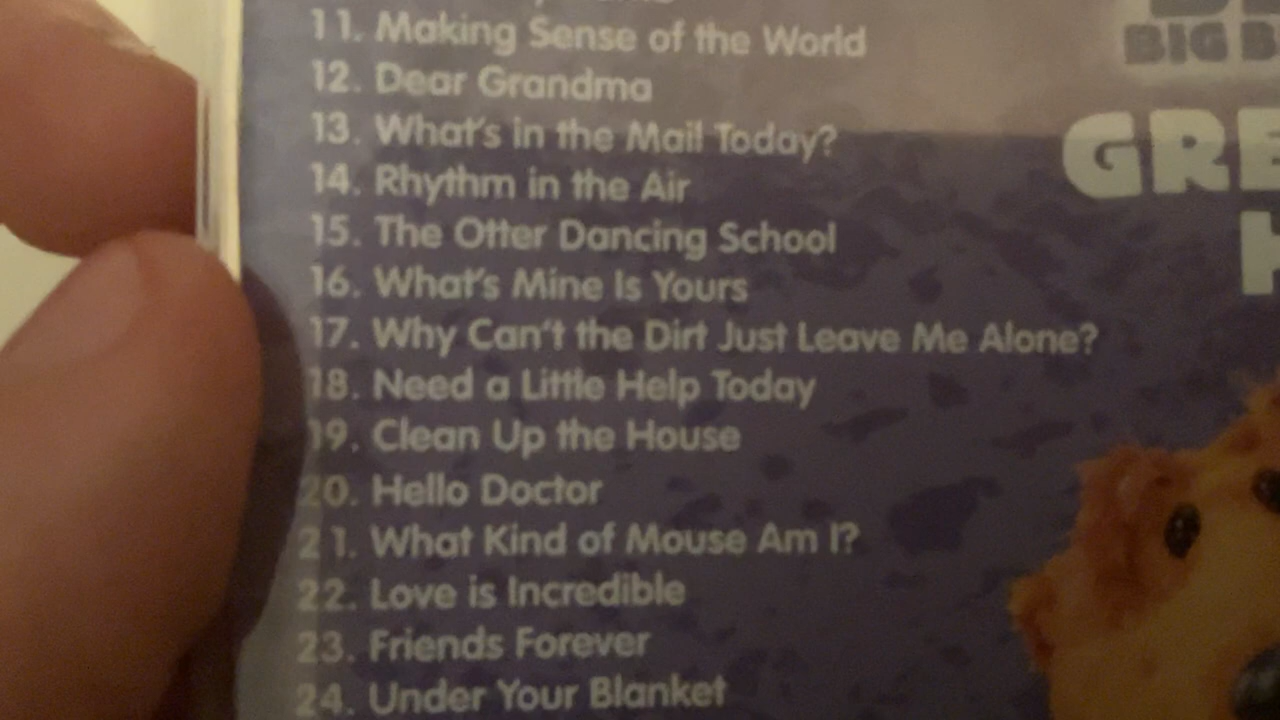 11. Making Sense of the World
12. Dear Grandma
13. What's in the Mail Today?
14. Rhythm in the Air
15. The Otter Dancing School
16. What's Mine Is Yours
17. Why Can't the Dirt Just Leave Me Alone?
18. Need a Little Help Today
19. Clean Up the House
20. Hello Doctor
21. What Kind of Mouse Am I?
22. Love is Incredible
23. Friends Forever
24. Under Your Blanket
BIG B
GRE
H